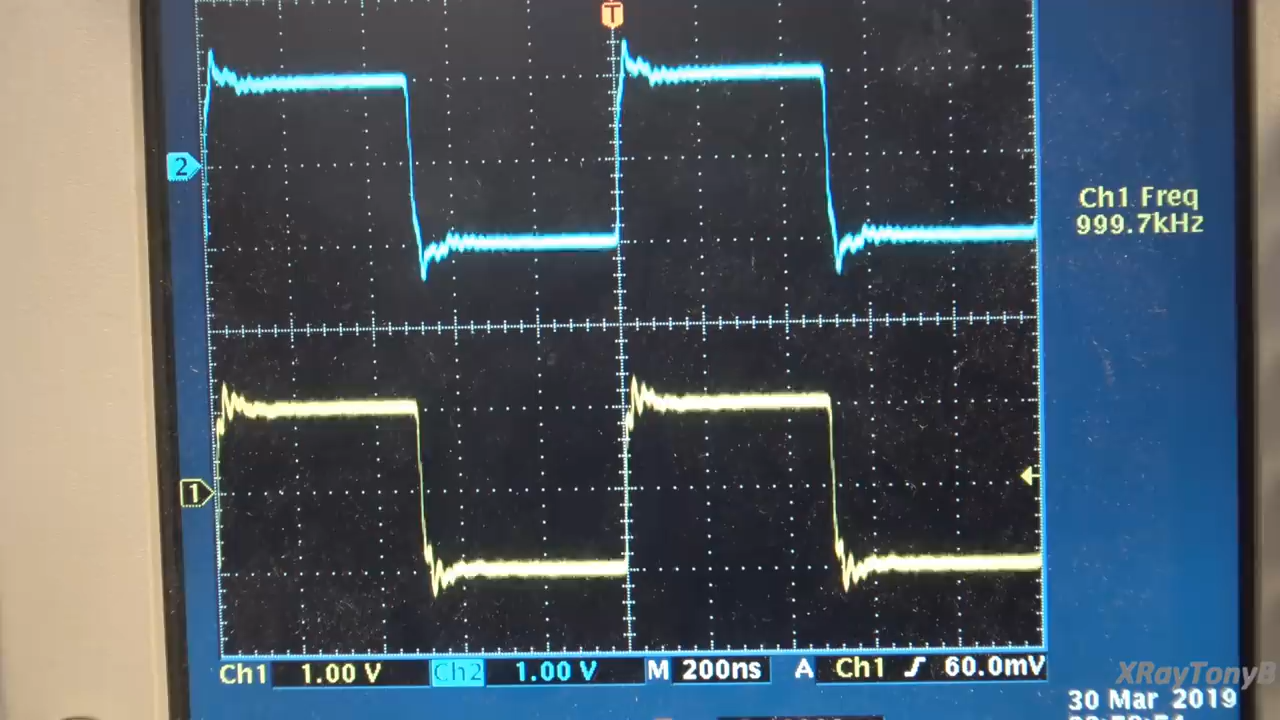 T
2
Ch1 Freq
999.7kHz
1
Ch1 1.00 V Ch2 1.00 V M 200ns A Ch1 60.0mV
XRayTonyB
30 Mar 2019